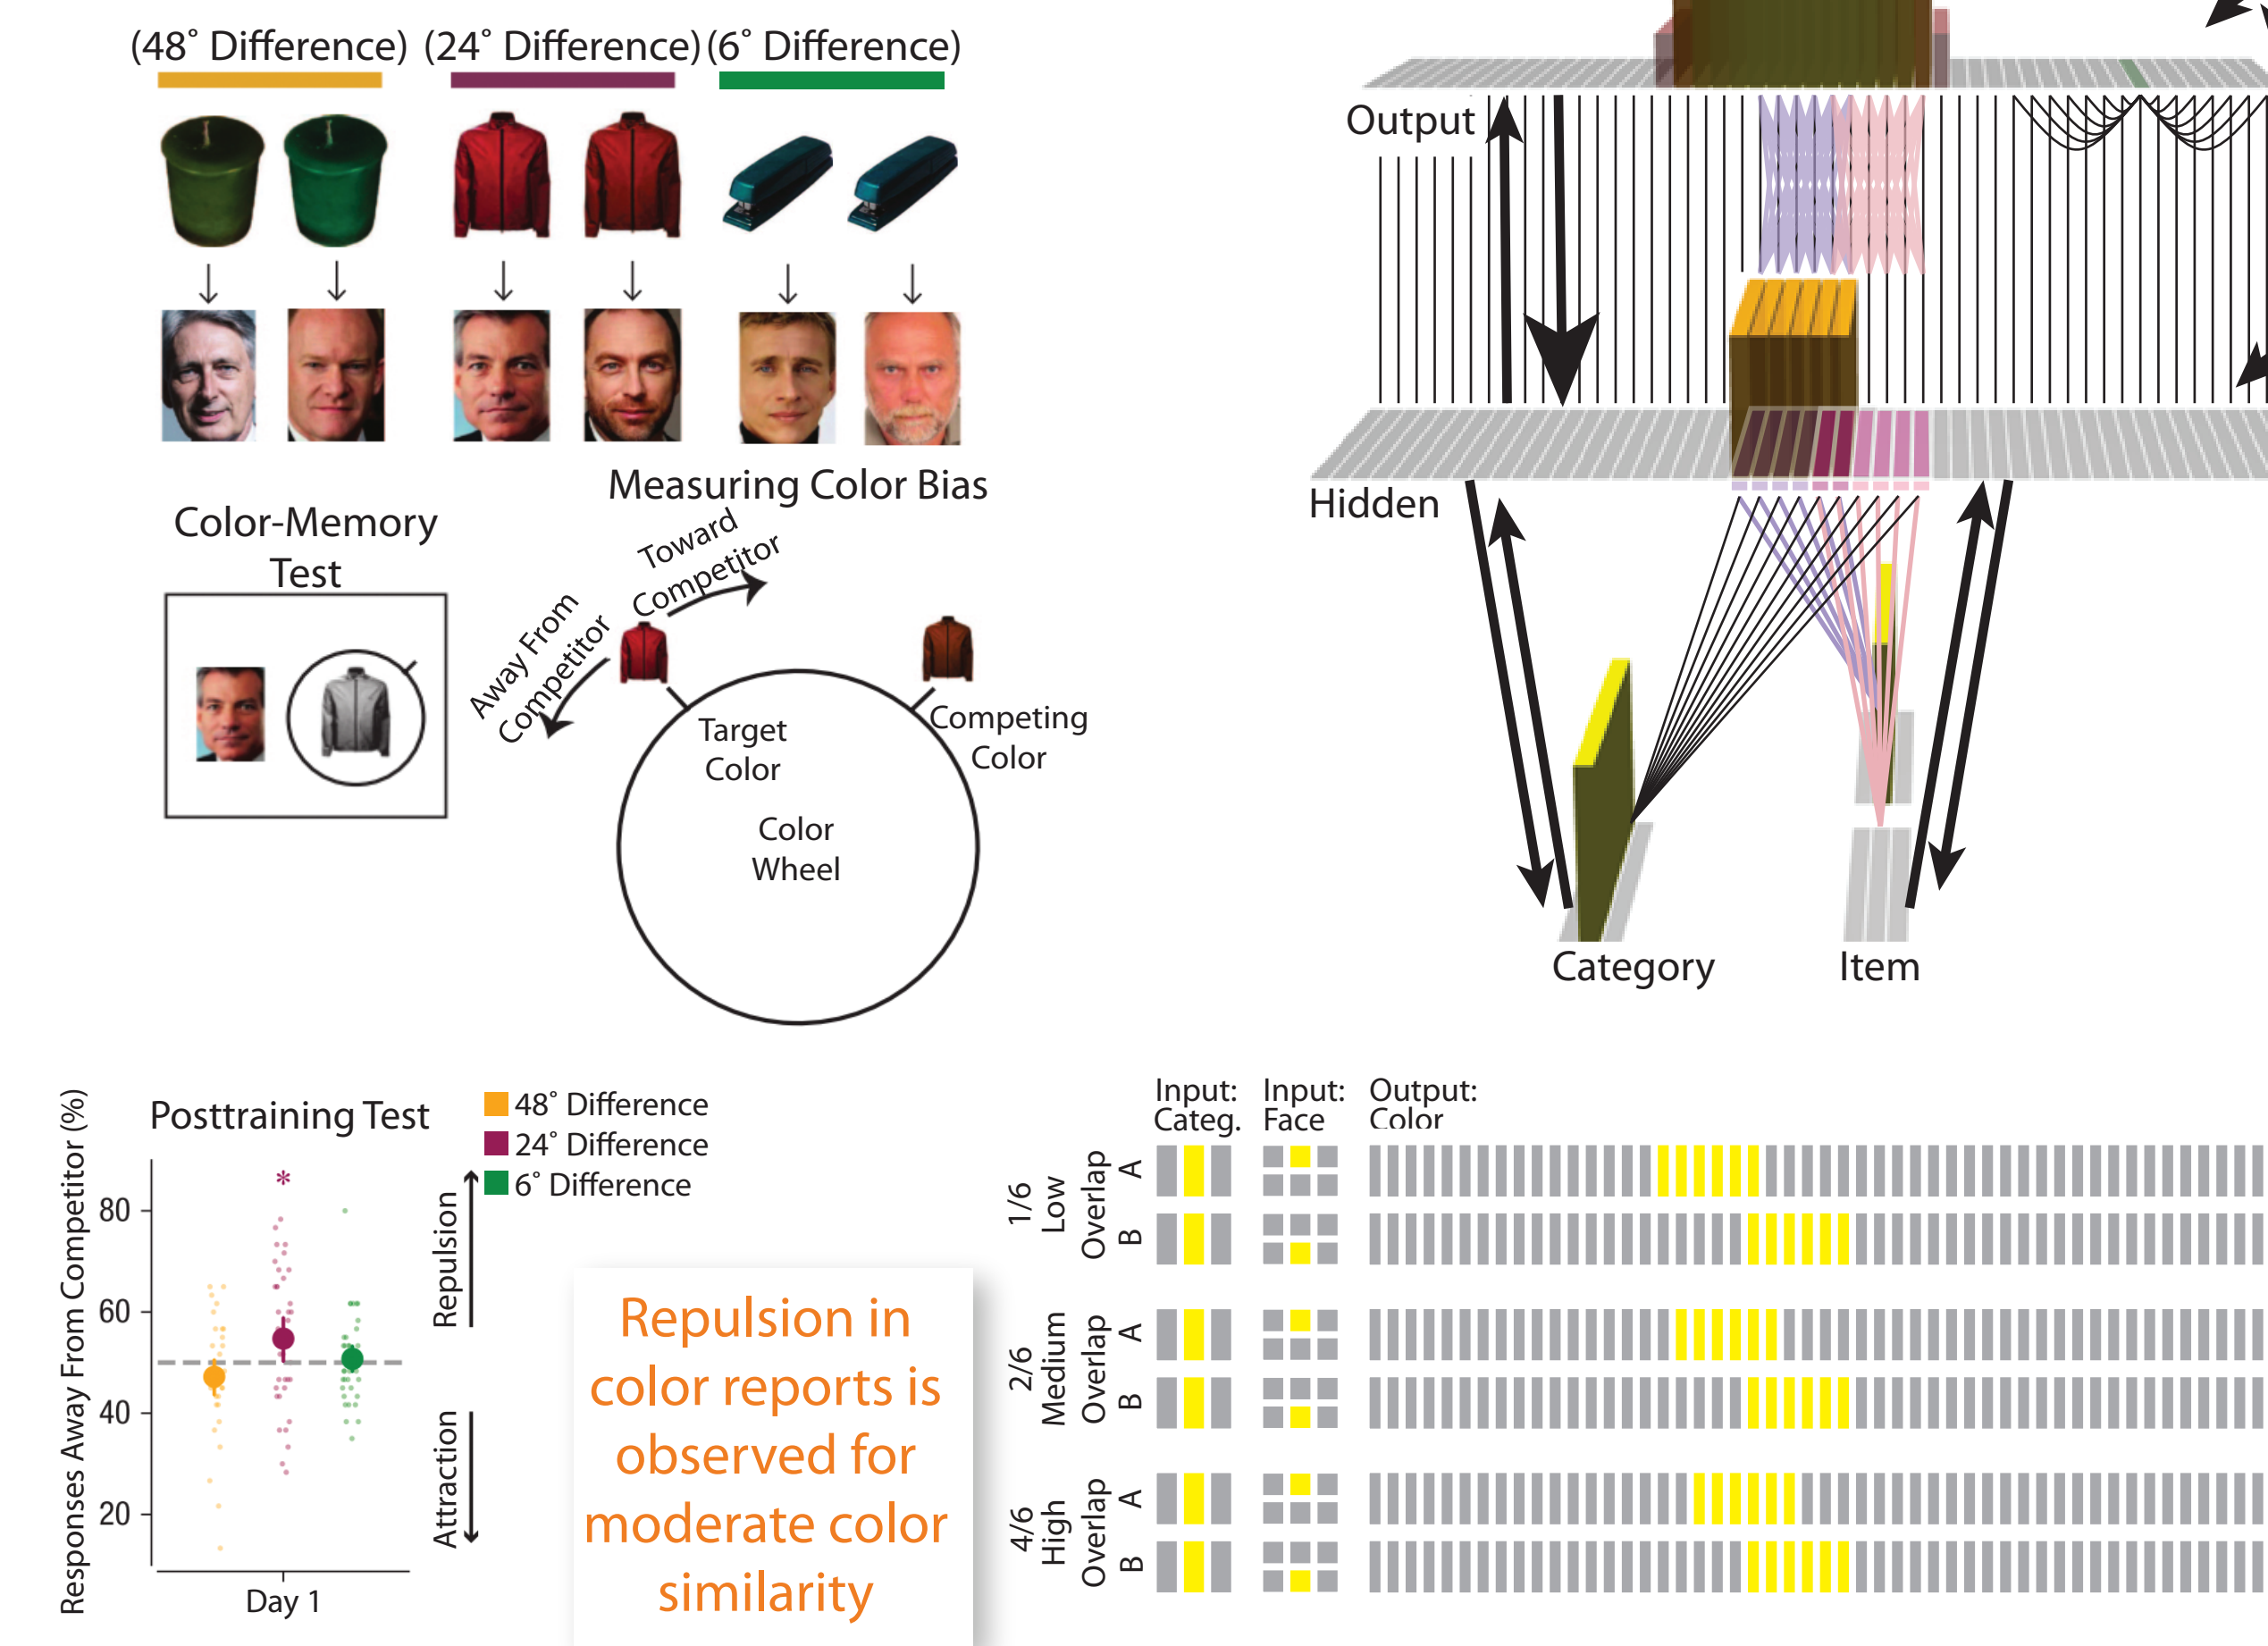 (48˚ Difference) (24˚ Difference) (6˚ Difference)
Color-Memory
Test
Measuring Color Bias
Toward
Competitor
Away From
Competitor
Target
Color
Competing
Color
Color
Wheel
Output
Hidden
Category
Item
Posttraining Test
48˚ Difference
24˚ Difference
6˚ Difference
Responses Away From Competitor (%)
80
60
40
20
*
Day 1
Repulsion
Attraction
Repulsion in
color reports is
observed for
moderate color
similarity
Input:
Categ.
Input:
Face
Output:
Color
1/6
Low
Overlap
A
B
2/6
Medium
Overlap
A
B
4/6
High
Overlap
A
B